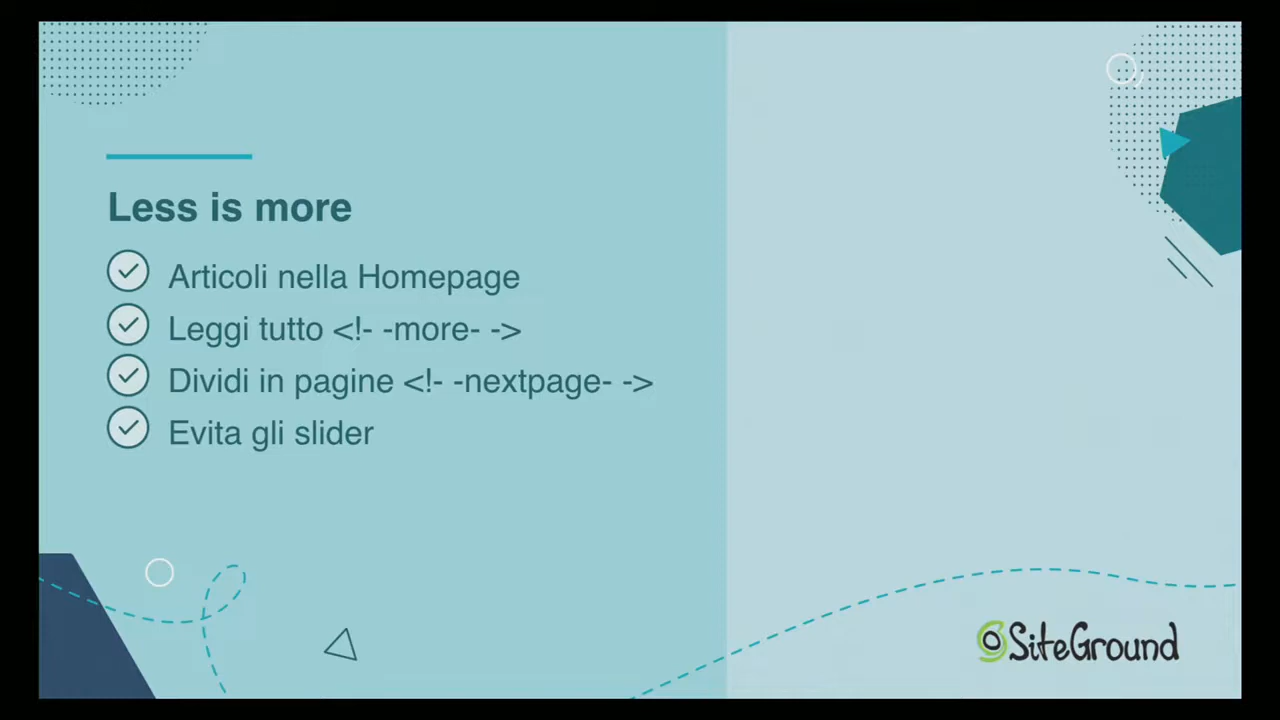 Less is more
Articoli nella Homepage
Leggi tutto <!- -more- ->
Dividi in pagine <!- -nextpage- ->
Evita gli slider
SiteGround